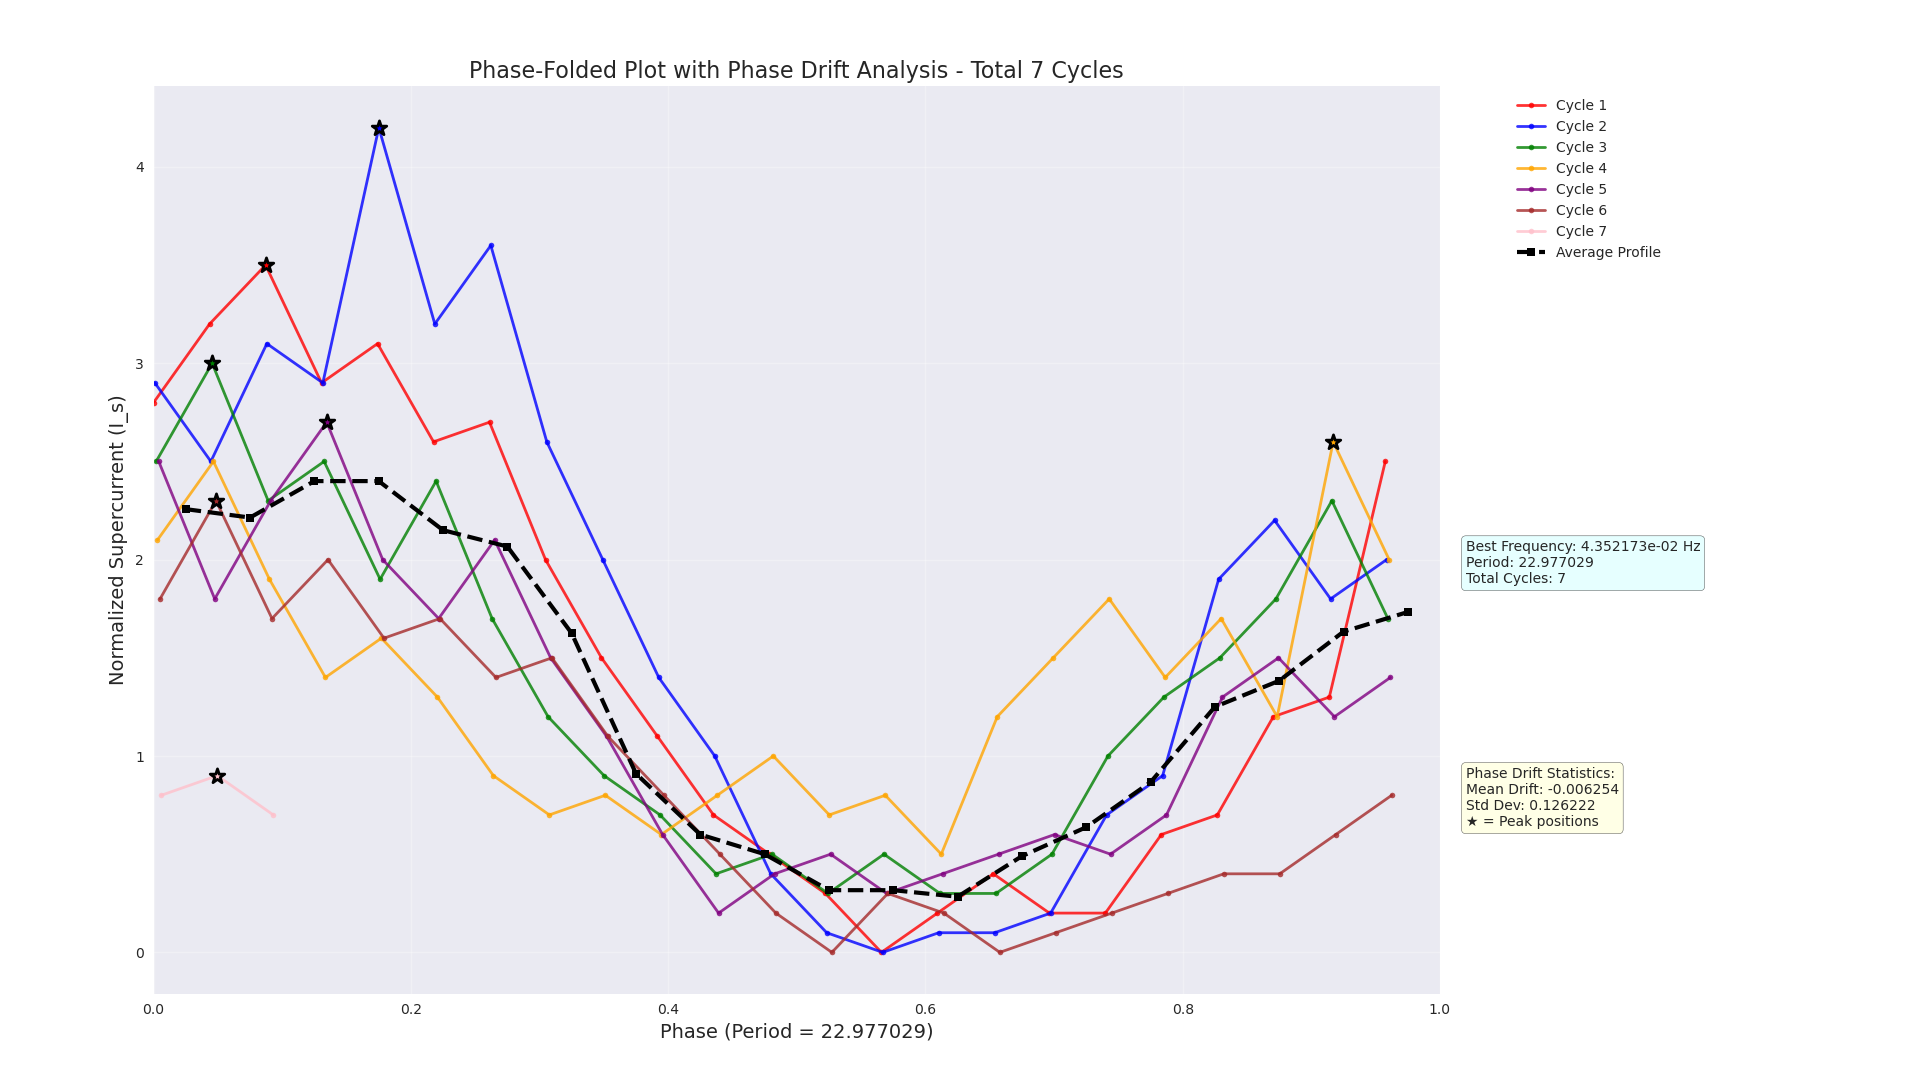 Phase-Folded Plot with Phase Drift Analysis - Total 7 Cycles
Normalized Supercurrent (I_s)
4
3
2
1
0
0.0
0.2
0.4
0.6
0.8
1.0
Phase (Period = 22.977029)
Cycle 1
Cycle 2
Cycle 3
Cycle 4
Cycle 5
Cycle 6
Cycle 7
Average Profile
Best Frequency: 4.352173e-02 Hz
Period: 22.977029
Total Cycles: 7
Phase Drift Statistics:
Mean Drift: -0.006254
Std Dev: 0.126222
★ = Peak positions